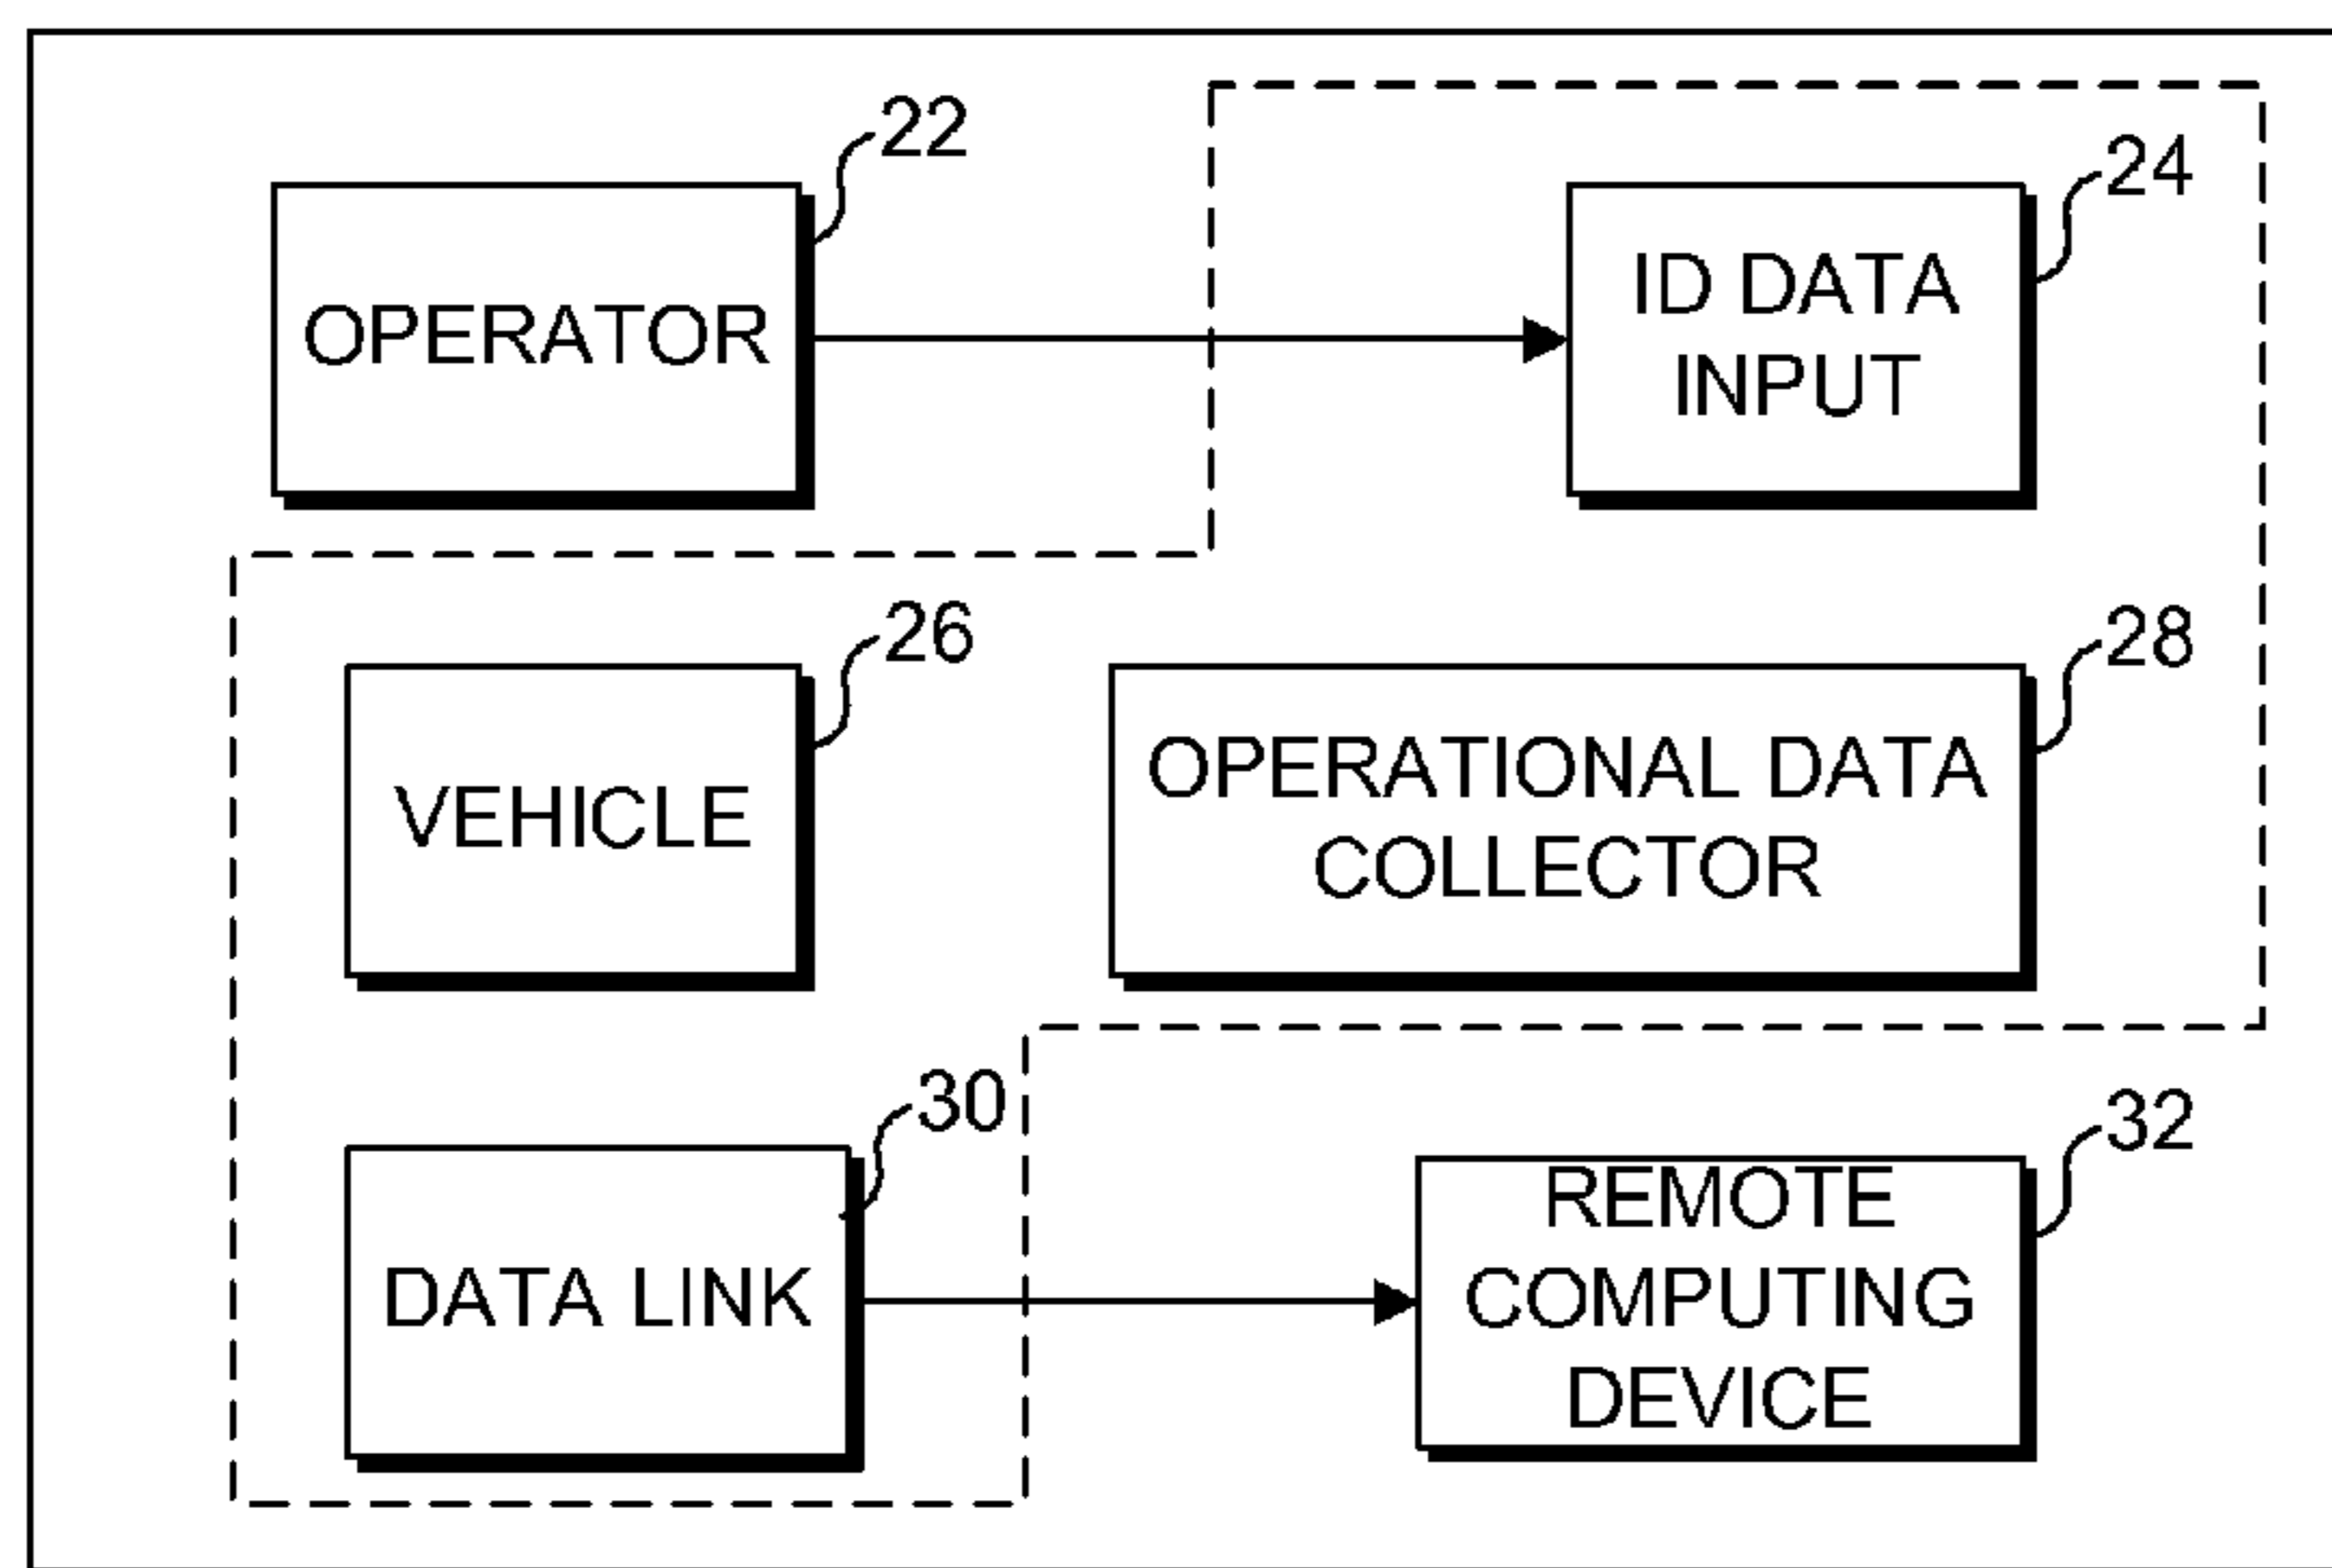 22
24
OPERATOR
ID DATA
INPUT
26
28
VEHICLE
OPERATIONAL DATA
COLLECTOR
30
32
DATA LINK
REMOTE
COMPUTING
DEVICE